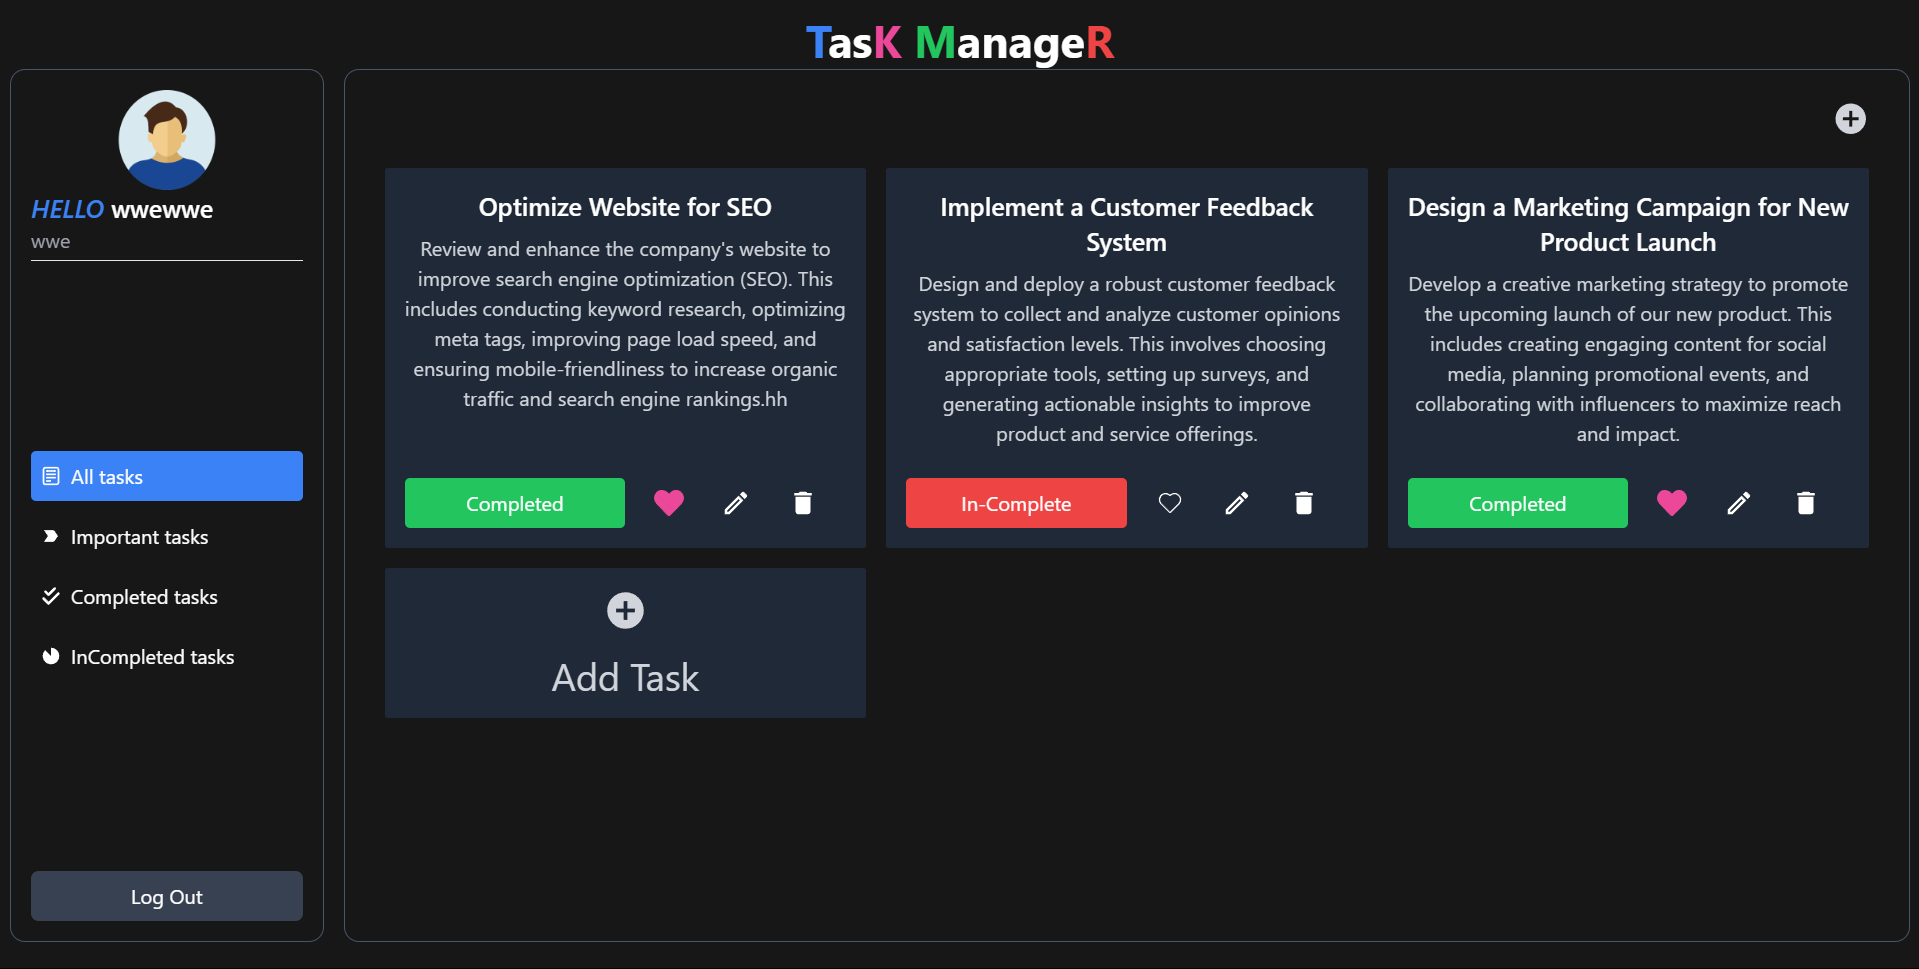 TasK ManageR
HELLO wwewwe
wwe
All tasks
Important tasks
Completed tasks
InCompleted tasks
Log Out
Optimize Website for SEO
Review and enhance the company's website to
improve search engine optimization (SEO). This
includes conducting keyword research, optimizing
meta tags, improving page load speed, and
ensuring mobile-friendliness to increase organic
traffic and search engine rankings.hh
Completed
Implement a Customer Feedback
System
Design and deploy a robust customer feedback
system to collect and analyze customer opinions
and satisfaction levels. This involves choosing
appropriate tools, setting up surveys, and
generating actionable insights to improve
product and service offerings.
In-Complete
Design a Marketing Campaign for New
Product Launch
Develop a creative marketing strategy to promote
the upcoming launch of our new product. This
includes creating engaging content for social
media, planning promotional events, and
collaborating with influencers to maximize reach
and impact.
Completed
Add Task